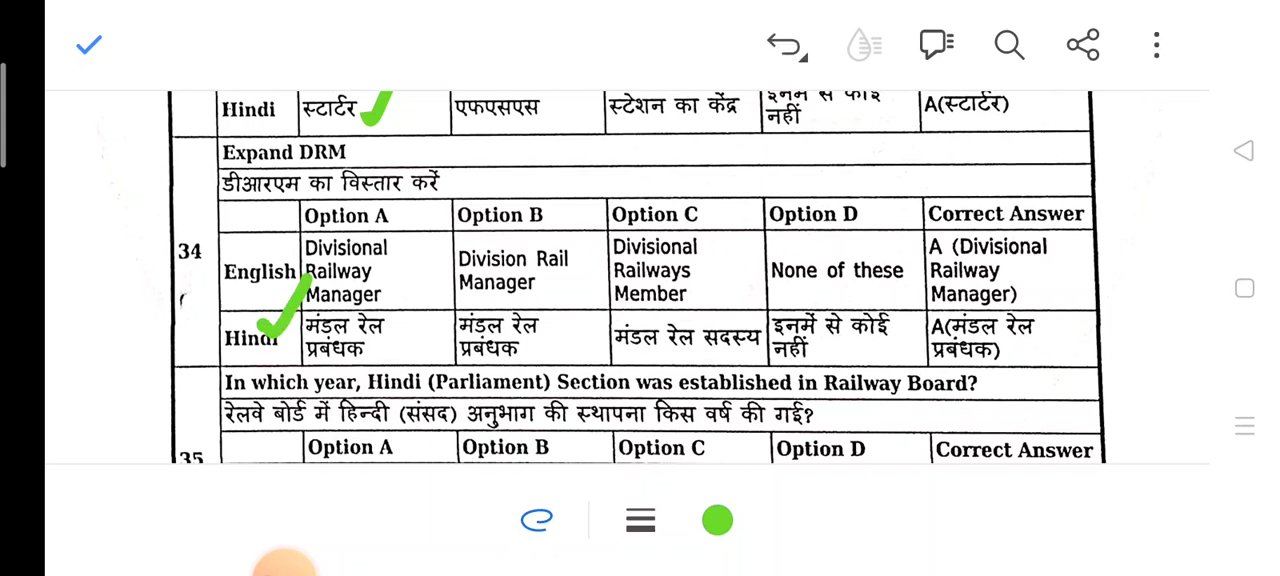 Hindi स्टार्टर एफएसएस स्टेशन का केंद्र इनमें से कोई नहीं A(स्टार्टर)
Expand DRM
डीआरएम का विस्तार करें
34
Option A Option B Option C Option D Correct Answer
English Divisional Railway Manager Division Rail Manager Divisional Railways Member None of these A (Divisional Railway Manager)
Hindi मंडल रेल प्रबंधक मंडल रेल प्रबंधक मंडल रेल सदस्य इनमें से कोई नहीं A(मंडल रेल प्रबंधक)
In which year, Hindi (Parliament) Section was established in Railway Board?
रेलवे बोर्ड में हिन्दी (संसद) अनुभाग की स्थापना किस वर्ष की गई?
35
Option A Option B Option C Option D Correct Answer